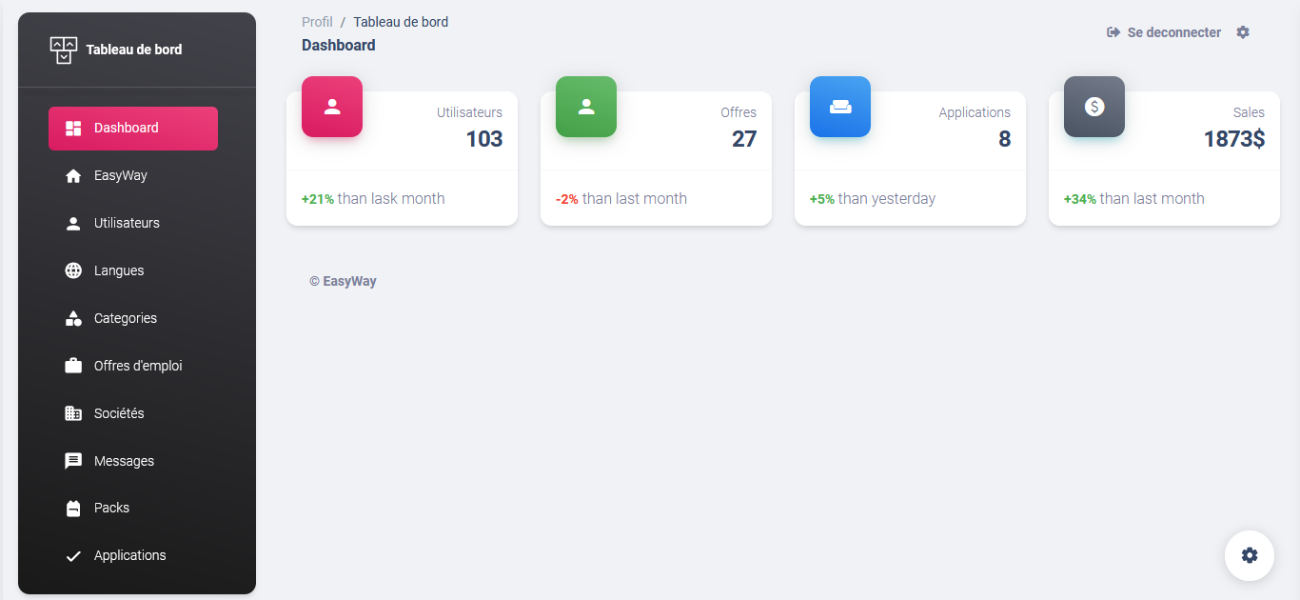 Tableau de bord
Dashboard
EasyWay
Utilisateurs
Langues
Categories
Offres d'emploi
Sociétés
Messages
Packs
Applications
Profil / Tableau de bord
Dashboard
Se deconnecter
Utilisateurs
103
+21% than lask month
Offres
27
-2% than last month
Applications
8
+5% than yesterday
Sales
1873$
+34% than last month
© EasyWay